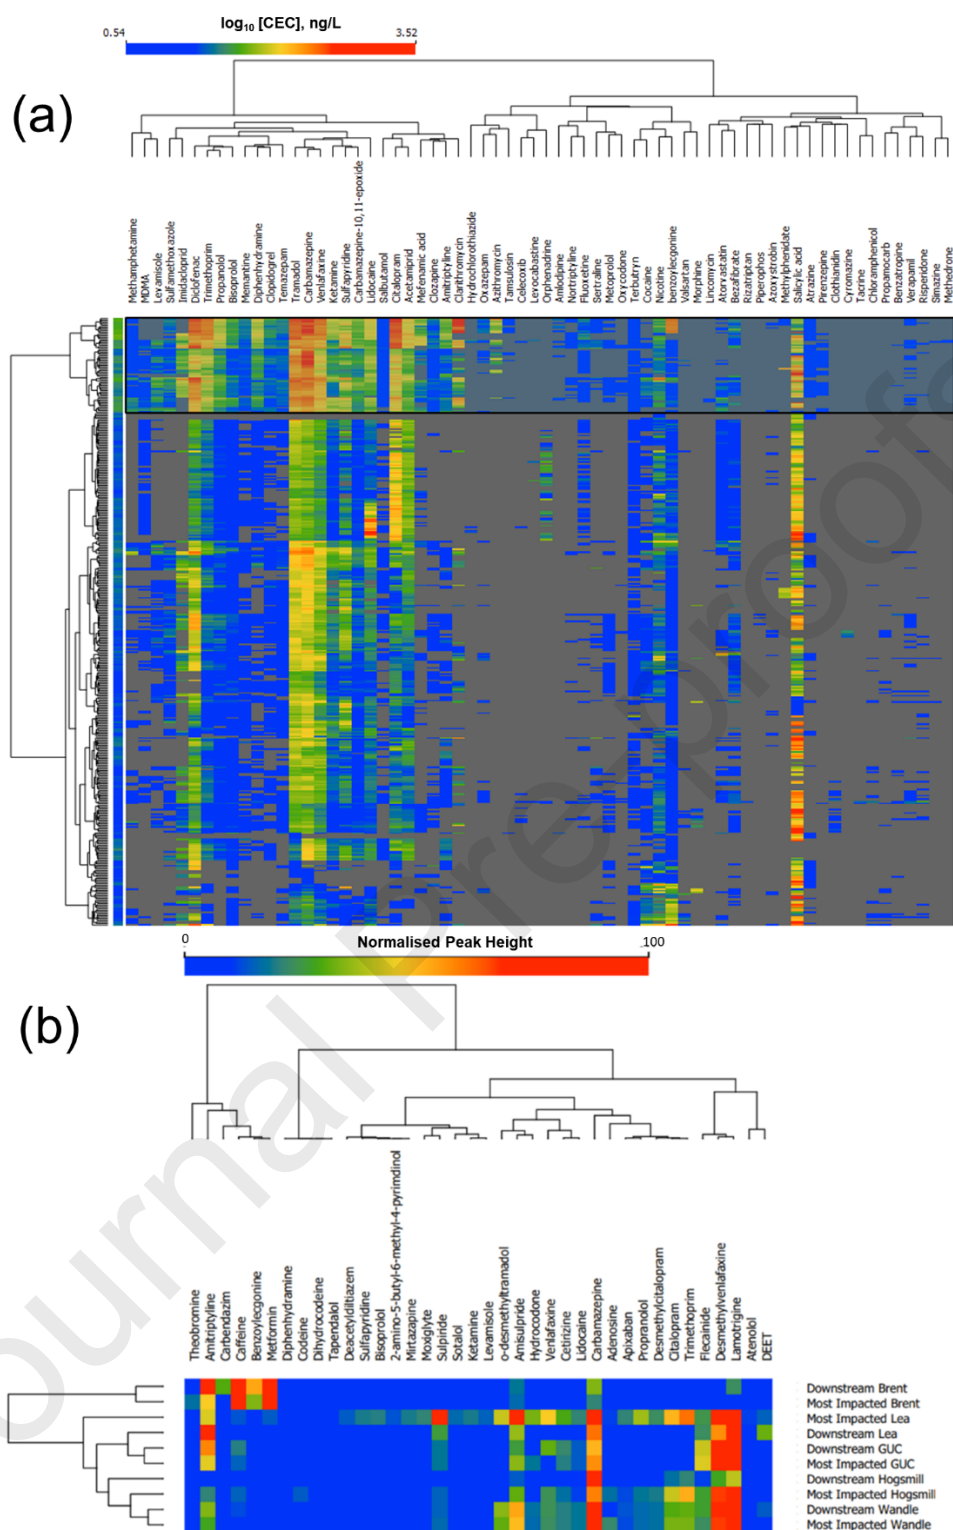 log10 [CEC], ng/L
0.54
3.52
(a)
Methamphetamine
MDMA
Levamisole
Sulfamethoxazole
Imidacloprid
Diclofenac
Trimethoprim
Propanolol
Bisoprolol
Memantine
Diphenhydramine
Clopidogrel
Temazepam
Tramadol
Carbamazepine
Venlafaxine
Ketamine
Sulfapyridine
Carbamazepine-10,11-epoxide
Lidocaine
Salbutamol
Citalopram
Acetamiprid
Mefenamic acid
Clozapine
Amitriptyline
Clarithromycin
Hydrochlorothiazide
Oxazepam
Azithromycin
Tamsulosin
Celecoxib
Levocabastine
Orphenadrine
Amlodipine
Nortriptyline
Fluoxetine
Sertraline
Metoprolol
Oxycodone
Terbutryn
Cocaine
Nicotine
benzoylecgonine
Valsartan
Morphine
Lincomycin
Atorvastatin
Bezafibrate
Rizatriptan
Piperophos
Azoxystrobin
Methylphenidate
Salicylic acid
Atrazine
Pirenzepine
Clothianidin
Cyromazine
Tacrine
Chloramphenicol
Propamocarb
Benzatropine
Verapamil
Risperidone
Simazine
Methedrone
0
Normalised Peak Height
100
(b)
Theobromine
Amitriptyline
Carbendazim
Caffeine
Benzoylecgonine
Metformin
Diphenhydramine
Codeine
Dihydrocodeine
Tapendalol
Deacetyldiltiazem
Sulfapyridine
Bisoprolol
2-amino-5-butyl-6-methyl-4-pyrimdinol
Mirtazapine
Moxiglyte
Sulpiride
Sotalol
Ketamine
Levamisole
o-desmethyltramadol
Amisulpride
Hydrocodone
Venlafaxine
Cetirizine
Lidocaine
Carbamazepine
Adenosine
Apixaban
Propranolol
Desmethylcitalopram
Citalopram
Trimethoprim
Flecainide
Desmethylvenlafaxine
Lamotrigine
Atenolol
DEET
Downstream Brent
Most Impacted Brent
Most Impacted Lea
Downstream Lea
Downstream GUC
Most Impacted GUC
Downstream Hogsmill
Most Impacted Hogsmill
Downstream Wandle
Most Impacted Wandle
Journal Pre-proofs